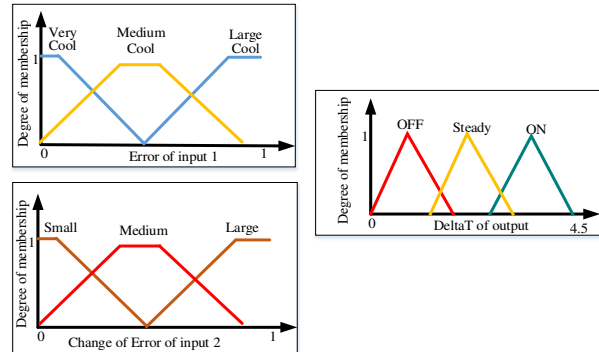 Very
Cool
Medium
Cool
Large
Cool
1
Degree of membership
0
Error of input 1
1
Small
Medium
Large
1
Degree of membership
0
Change of Error of input 2
1
OFF
Steady
ON
1
Degree of membership
0
DeltaT of output
4.5